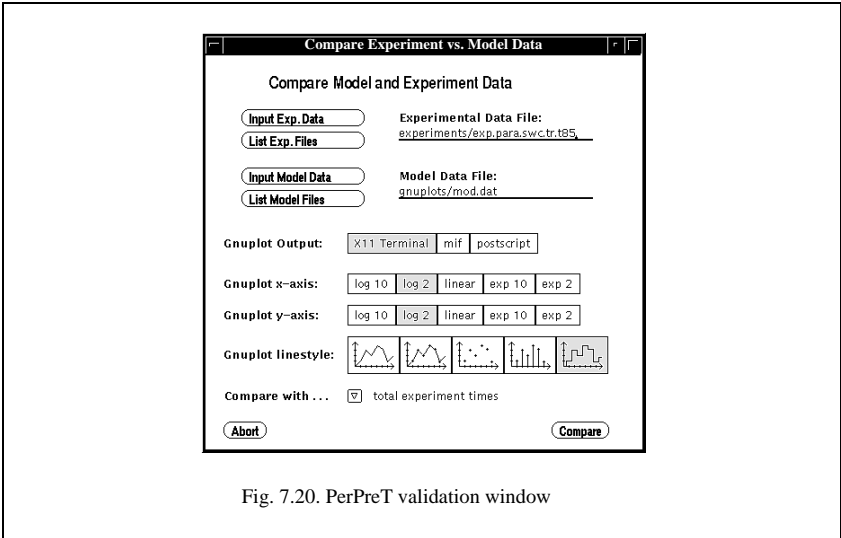 Compare Experiment vs. Model Data
Compare Model and Experiment Data
Input Exp. Data
Experimental Data File:
List Exp. Files
experiments/exp.para.swc.tr.t85
Input Model Data
Model Data File:
List Model Files
gnuplots/mod.dat
Gnuplot Output: X11 Terminal mif postscript
Gnuplot x-axis: log 10 log 2 linear exp 10 exp 2
Gnuplot y-axis: log 10 log 2 linear exp 10 exp 2
Gnuplot linestyle:
Compare with ... total experiment times
Abort Compare
Fig. 7.20. PerPreT validation window